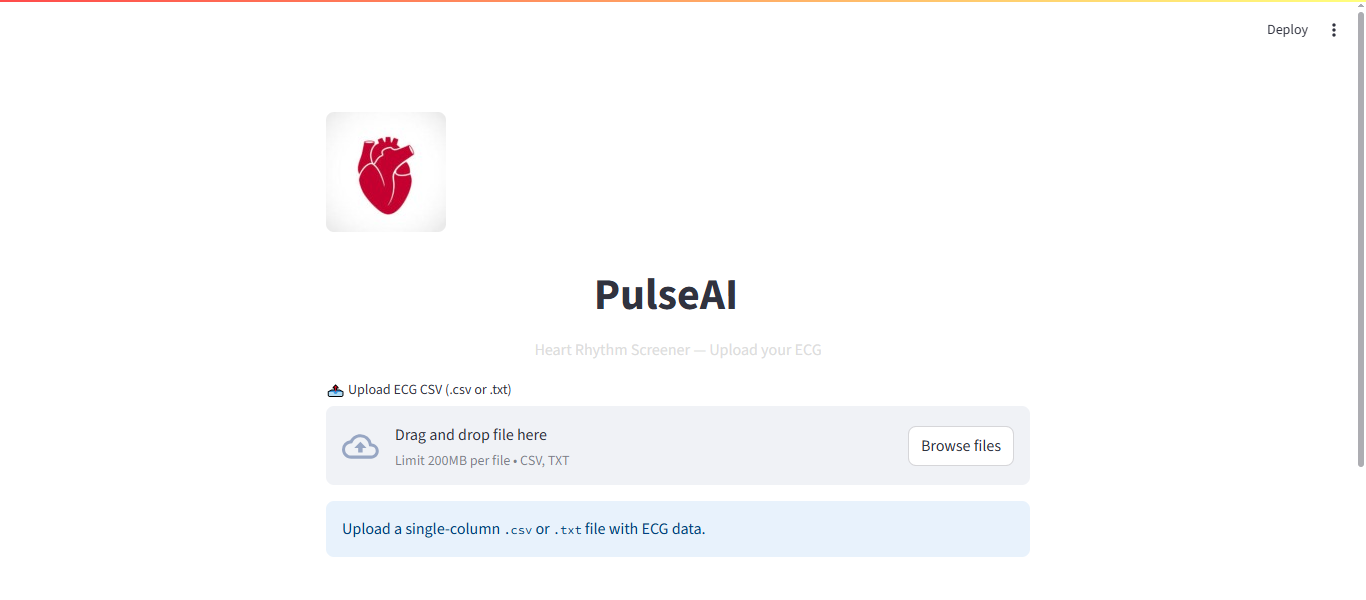 Deploy
PulseAI
Heart Rhythm Screener — Upload your ECG
Upload ECG CSV (.csv or .txt)
Drag and drop file here
Limit 200MB per file • CSV, TXT
Browse files
Upload a single-column .csv or .txt file with ECG data.